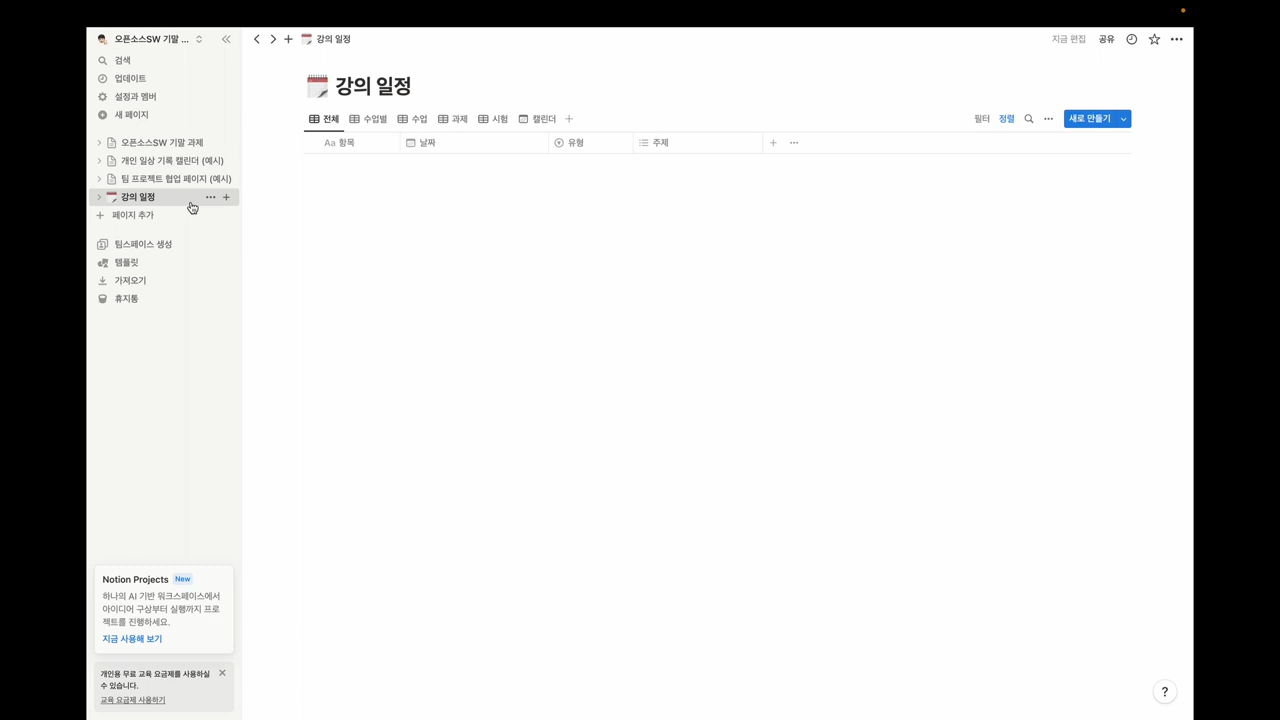 오픈소스SW 기말 ...
검색
업데이트
설정과 멤버
새 페이지
오픈소스SW 기말 과제
개인 일상 기록 캘린더 (예시)
팀 프로젝트 협업 페이지 (예시)
강의 일정
페이지 추가
팀스페이스 생성
템플릿
가져오기
휴지통
Notion Projects New
하나의 AI 기반 워크스페이스에서
아이디어 구상부터 실행까지 프로
젝트를 진행하세요.
지금 사용해 보기
개인용 무료 교육 요금제를 사용하실
수 있습니다.
교육 요금제 사용하기
강의 일정
지금 편집 공유
강의 일정
전체 수업별 수업 과제 시험 캘린더
필터 정렬 새로 만들기
Aa 항목 날짜 유형 주제
?